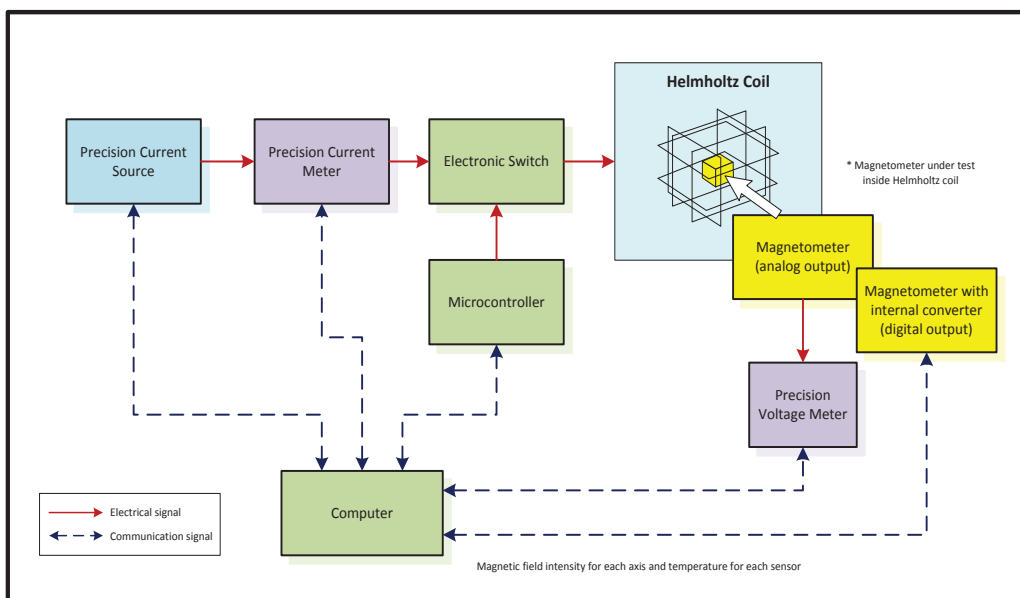 Helmholtz Coil
Precision Current
Source
Precision Current
Meter
Electronic Switch
* Magnetometer under test
inside Helmholtz coil
Magnetometer
(analog output)
Microcontroller
Magnetometer with
internal converter
(digital output)
Precision
Voltage Meter
Computer
Electrical signal
Communication signal
Magnetic field intensity for each axis and temperature for each sensor